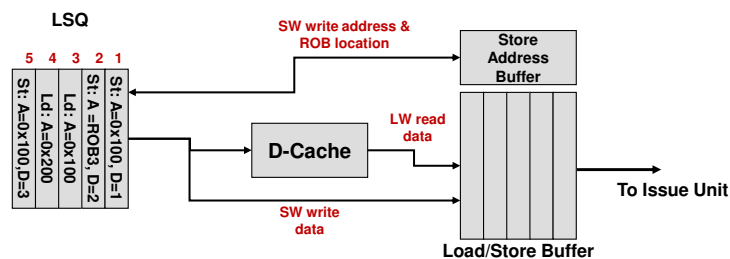 LSQ
5 4 3 2 1
St: A=0x100,D=3
Ld: A=0x200
Ld: A=0x100
St: A =ROB3, D=2
St: A=0x100, D=1
SW write address &
ROB location
Store
Address
Buffer
D-Cache
LW read
data
SW write
data
To Issue Unit
Load/Store Buffer